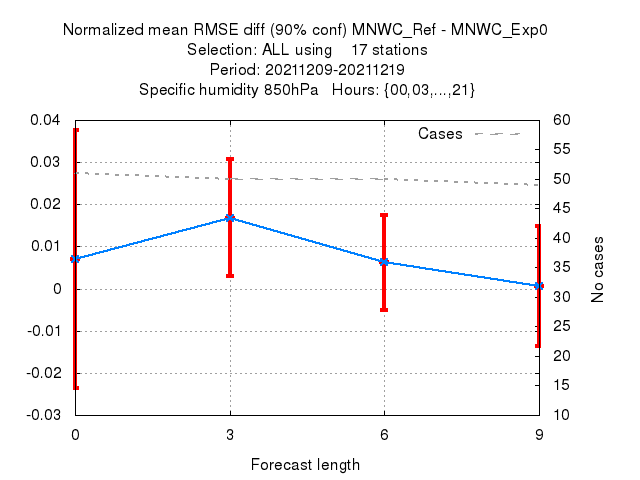 Normalized mean RMSE diff (90% conf) MNWC_Ref - MNWC_Exp0
Selection: ALL using 17 stations
Period: 20211209-20211219
Specific humidity 850hPa Hours: {00,03,...,21}
Cases
0.04
0.03
0.02
0.01
0
-0.01
-0.02
-0.03
60
55
50
45
40
35
30
25
20
15
10
No cases
0 3 6 9
Forecast length